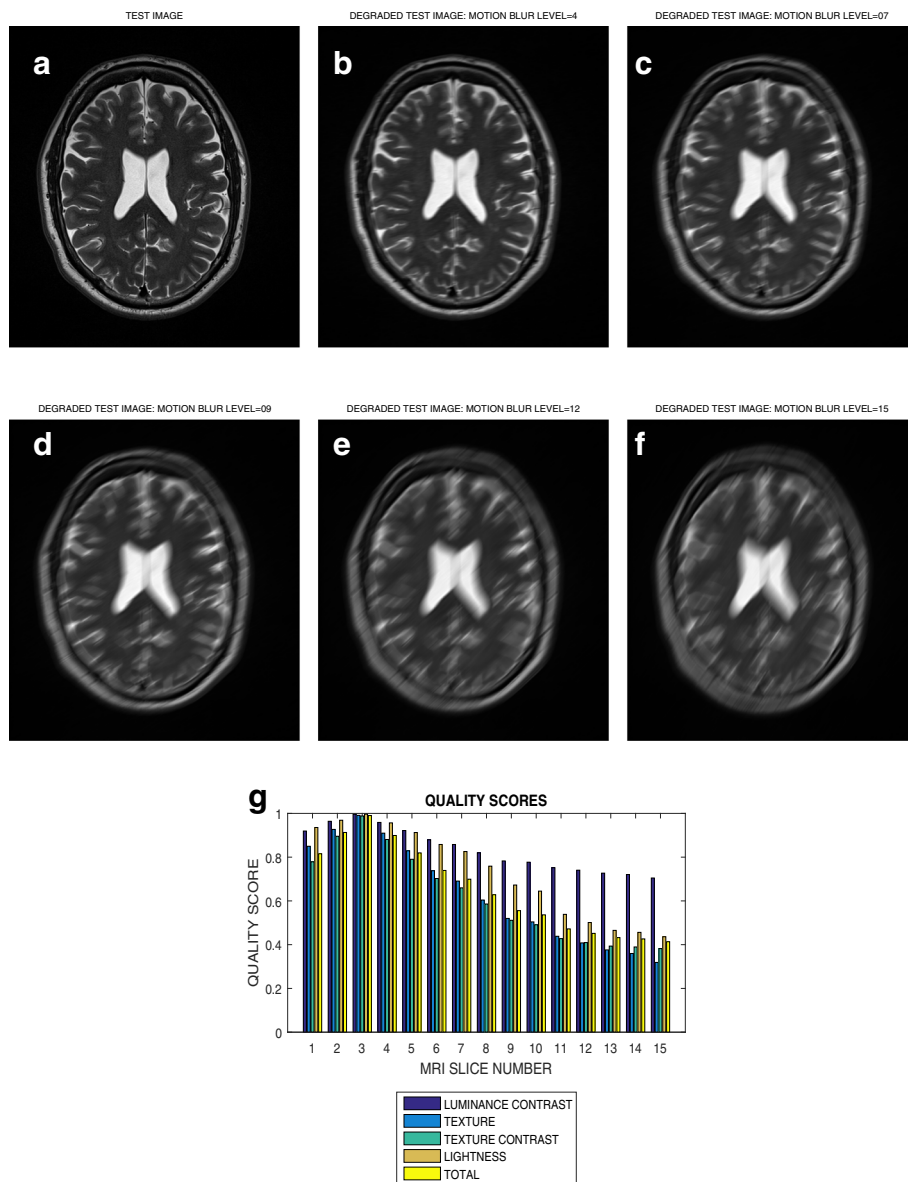 TEST IMAGE
DEGRADED TEST IMAGE: MOTION BLUR LEVEL=4
DEGRADED TEST IMAGE: MOTION BLUR LEVEL=07
a
b
c
DEGRADED TEST IMAGE: MOTION BLUR LEVEL=09
DEGRADED TEST IMAGE: MOTION BLUR LEVEL=12
DEGRADED TEST IMAGE: MOTION BLUR LEVEL=15
d
e
f
g
QUALITY SCORES
QUALITY SCORE
1
0.8
0.6
0.4
0.2
0
1 2 3 4 5 6 7 8 9 10 11 12 13 14 15
MRI SLICE NUMBER
LUMINANCE CONTRAST
TEXTURE
TEXTURE CONTRAST
LIGHTNESS
TOTAL